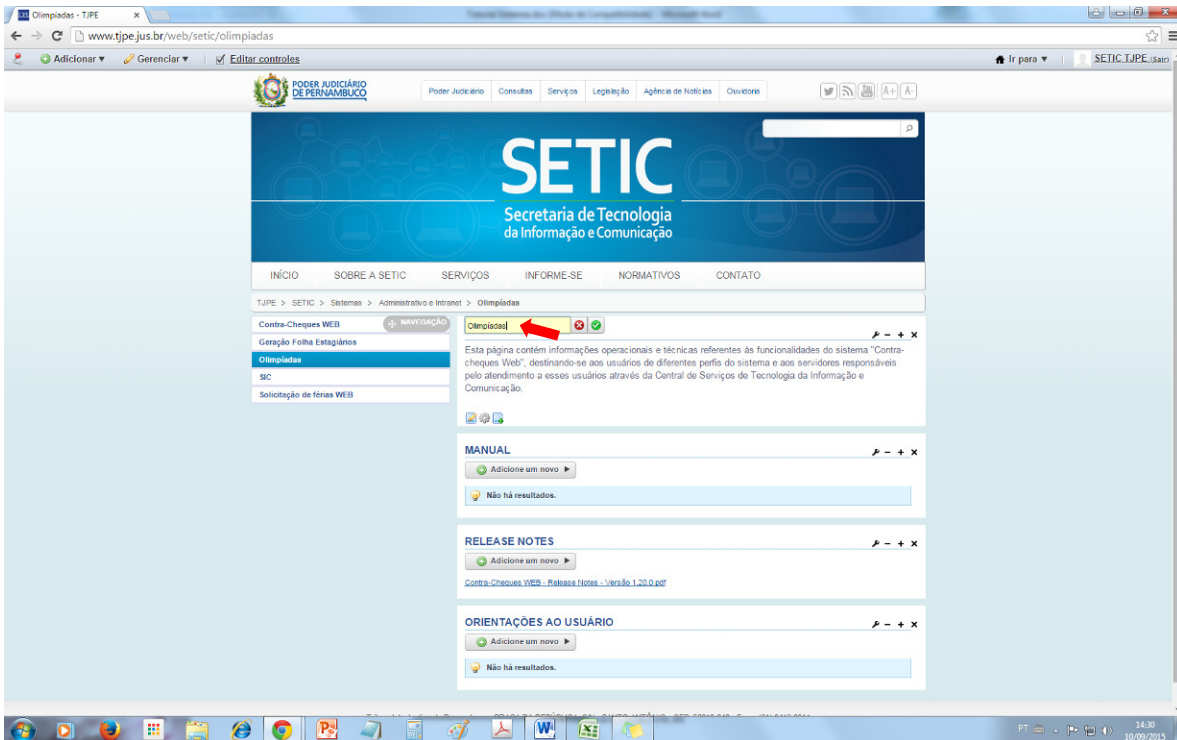 Olimpíadas - TJPE
www.tjpe.jus.br/web/setic/olimpiadas
Adicionar Gerenciar Editar controles Ir para SETIC TJPE (Sair)
PODER JUDICIÁRIO
DE PERNAMBUCO
Poder Judiciário Consultas Serviços Legislação Agência de Notícias Ouvidoria
A+ A-
SETIC
Secretaria de Tecnologia
da Informação e Comunicação
INÍCIO SOBRE A SETIC SERVIÇOS INFORME-SE NORMATIVOS CONTATO
TJPE > SETIC > Sistemas > Administrativo e Intranet > Olimpíadas
Contra-Cheques WEB
NAVEGAÇÃO
Geração Folha Estagiários
Olimpíadas
SIC
Solicitação de férias WEB
Olimpíadas
Esta página contém informações operacionais e técnicas referentes às funcionalidades do sistema "Contra-
cheques Web", destinando-se aos usuários de diferentes perfis do sistema e aos servidores responsáveis
pelo atendimento a esses usuários através da Central de Serviços de Tecnologia da Informação e
Comunicação.
MANUAL
Adicione um novo
Não há resultados.
RELEASE NOTES
Adicione um novo
Contra-Cheques WEB - Release Notes - Versão 1.20.0.pdf
ORIENTAÇÕES AO USUÁRIO
Adicione um novo
Não há resultados.
PT
14:30
10/09/2015